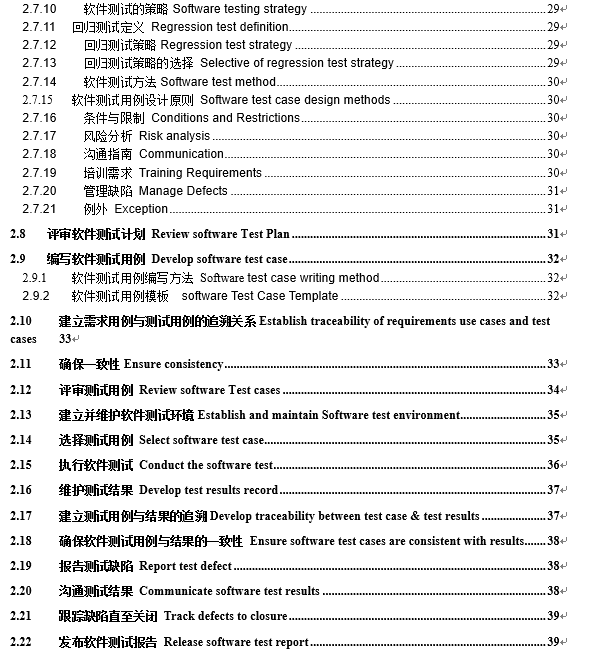 2.7.10 软件测试的策略 Software testing strategy 29
2.7.11 回归测试定义 Regression test definition 29
2.7.12 回归测试策略 Regression test strategy 29
2.7.13 回归测试策略的选择 Selective of regression test strategy 29
2.7.14 软件测试方法 Software test method 30
2.7.15 软件测试用例设计原则 Software test case design methods 30
2.7.16 条件与限制 Conditions and Restrictions 30
2.7.17 风险分析 Risk analysis 30
2.7.18 沟通指南 Communication 30
2.7.19 培训需求 Training Requirements 30
2.7.20 管理缺陷 Manage Defects 31
2.7.21 例外 Exception 31
2.8 评审软件测试计划 Review software Test Plan 31
2.9 编写软件测试用例 Develop software test case 32
2.9.1 软件测试用例编写方法 Software test case writing method 32
2.9.2 软件测试用例模板 software Test Case Template 32
2.10 建立需求用例与测试用例的追溯关系 Establish traceability of requirements use cases and test
cases 33
2.11 确保一致性 Ensure consistency 33
2.12 评审测试用例 Review software Test cases 34
2.13 建立并维护软件测试环境 Establish and maintain Software test environment 35
2.14 选择测试用例 Select software test case 35
2.15 执行软件测试 Conduct the software test 36
2.16 维护测试结果 Develop test results record 37
2.17 建立测试用例与结果的追溯 Develop traceability between test case & test results 37
2.18 确保软件测试用例与结果的一致性 Ensure software test cases are consistent with results 38
2.19 报告测试缺陷 Report test defect 38
2.20 沟通测试结果 Communicate software test results 38
2.21 跟踪缺陷直至关闭 Track defects to closure 39
2.22 发布软件测试报告 Release software test report 39